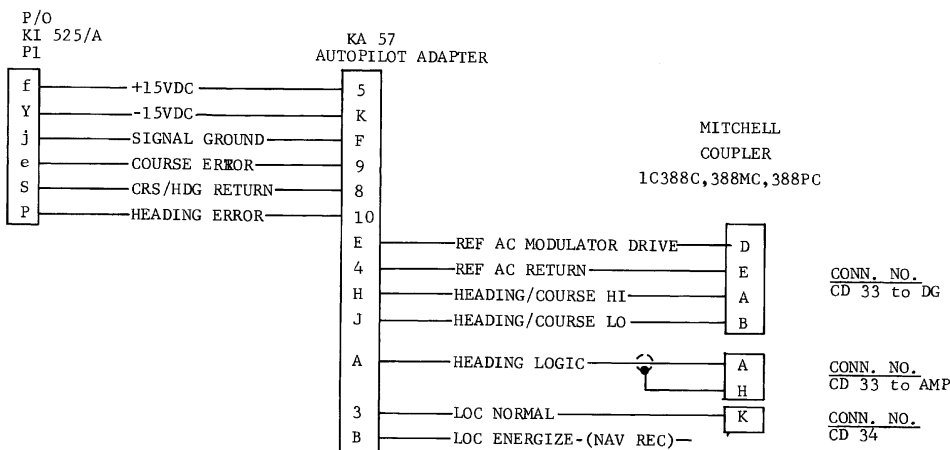 P/O
KI 525/A
P1
KA 57
AUTOPILOT ADAPTER
f +15VDC 5
Y -15VDC K
j SIGNAL GROUND F
e COURSE ERROR 9
S CRS/HDG RETURN 8
P HEADING ERROR 10
MITCHELL
COUPLER
1C388C,388MC,388PC
E REF AC MODULATOR DRIVE D
4 REF AC RETURN E
H HEADING/COURSE HI A
J HEADING/COURSE LO B
CONN. NO.
CD 33 to DG
A HEADING LOGIC A
H
CONN. NO.
CD 33 to AMP
3 LOC NORMAL K
B LOC ENERGIZE-(NAV REC)
CONN. NO.
CD 34